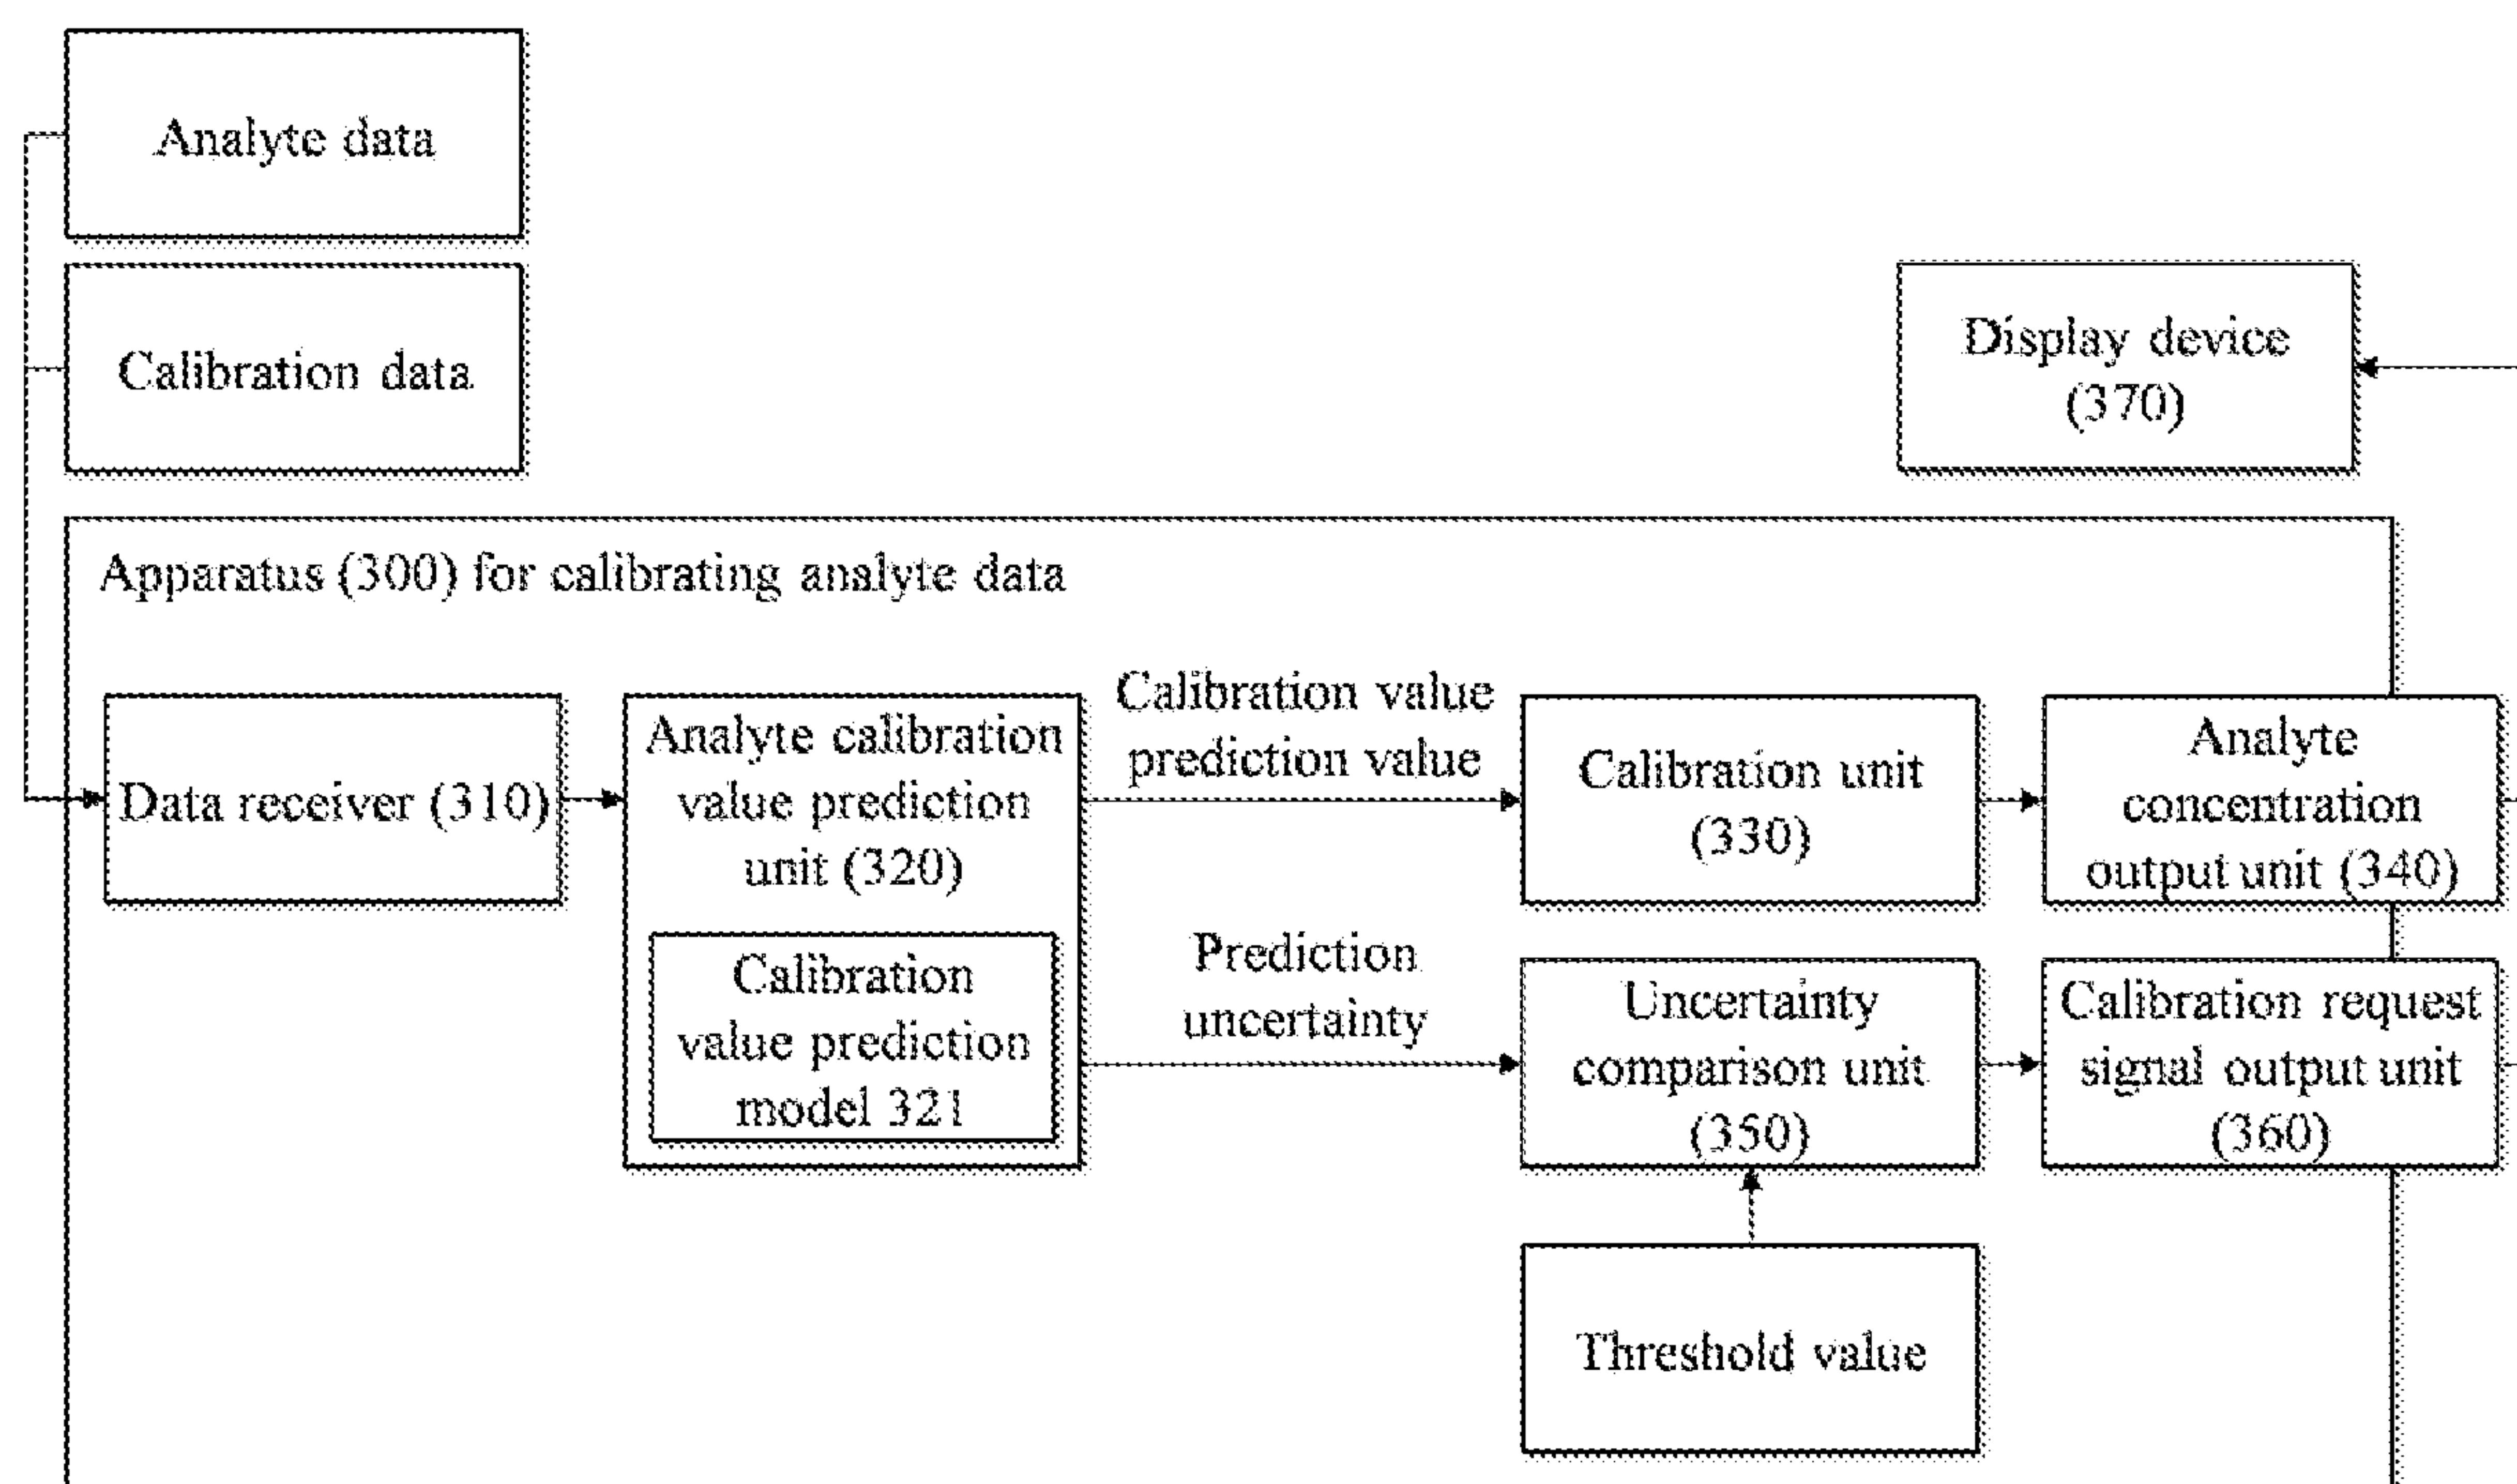 Analyte data
Calibration data
Display device
(370)
Apparatus (300) for calibrating analyte data
Data receiver (310)
Analyte calibration
value prediction
unit (320)
Calibration
value prediction
model 321
Calibration value
prediction value
Prediction
uncertainty
Calibration unit
(330)
Analyte
concentration
output unit (340)
Uncertainty
comparison unit
(350)
Calibration request
signal output unit
(360)
Threshold value